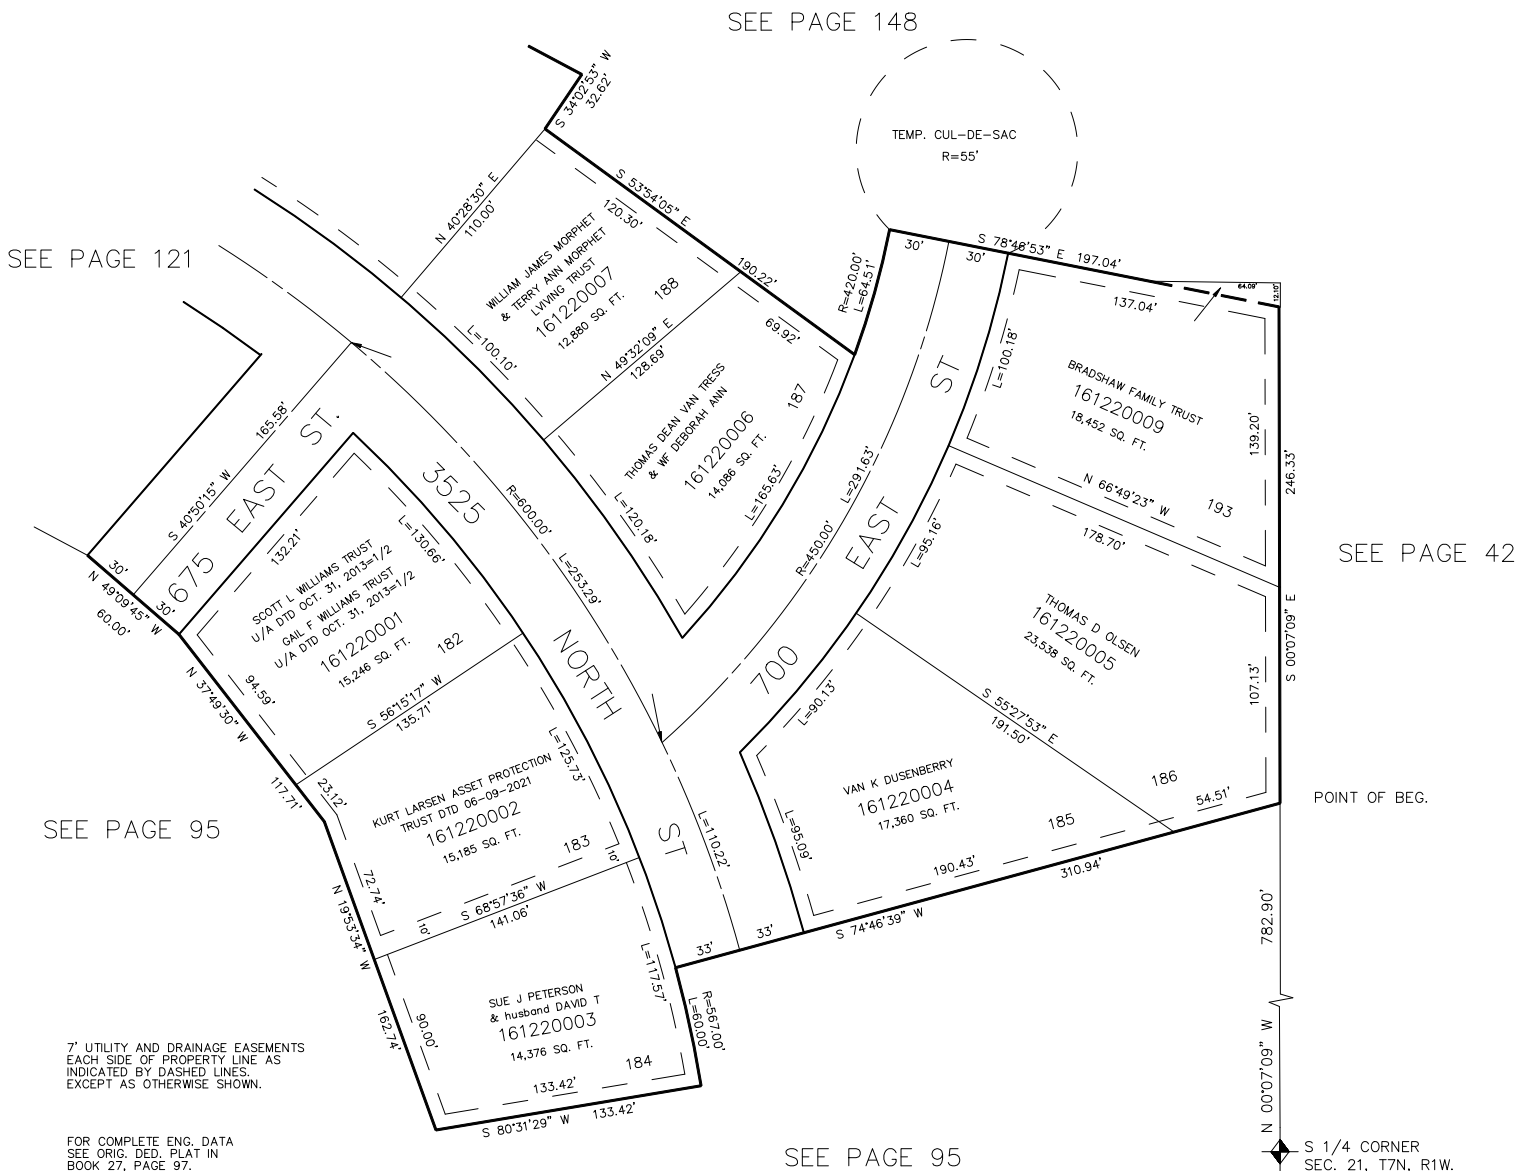 SEE PAGE 148
S 34°02'53" W
32.62'
TEMP. CUL-DE-SAC
R=55'
SEE PAGE 121
N 40°28'30" E
110.00'
S 53°54'05" E
120.30'
190.22'
WILLIAM JAMES MORPHET
& TERRY ANN MORPHET
LVIVING TRUST
161220007
12,880 SQ. FT.
188
L=100.10'
N 49°32'09" E
128.69'
69.92'
R=420.00'
L=64.51'
30'
30'
S 78°46'53" E 197.04'
137.04'
64.09'
12.10'
L=100.18'
BRADSHAW FAMILY TRUST
161220009
18,452 SQ. FT.
139.20'
246.33'
N 66°49'23" W
193
178.70'
THOMAS DEAN VAN TRESS
& WF DEBORAH ANN
161220006
14,086 SQ. FT.
187
L=120.18'
L=165.63'
L=291.63'
R=450.00'
700 EAST ST
L=95.16'
S 40°50'15" W
165.58'
675 EAST ST.
3525 NORTH ST
R=600.00'
L=253.29'
SEE PAGE 42
30'
30'
N 49°09'45" W
60.00'
132.21'
L=130.66'
SCOTT L WILLIAMS TRUST
U/A DTD OCT. 31, 2013=1/2
GAIL F WILLIAMS TRUST
U/A DTD OCT. 31, 2013=1/2
161220001
15,246 SQ. FT.
182
94.59'
N 37°49'30" W
117.71'
S 56°15'17" W
135.71'
THOMAS D OLSEN
161220005
23,538 SQ. FT.
S 00°07'09" E
107.13'
L=90.13'
S 55°27'53" E
191.50'
186
54.51'
POINT OF BEG.
23.12'
KURT LARSEN ASSET PROTECTION
TRUST DTD 06-09-2021
161220002
15,185 SQ. FT.
183
10'
L=125.73'
SEE PAGE 95
VAN K DUSENBERRY
161220004
17,360 SQ. FT.
185
L=95.09'
L=110.22'
190.43'
310.94'
72.74'
N 19°53'34" W
10'
S 68°57'36" W
141.06'
S 74°46'39" W
33'
33'
782.90'
L=117.57'
R=567.00'
L=60.00'
SUE J PETERSON
& husband DAVID T
161220003
14,376 SQ. FT.
184
90.00'
162.74'
133.42'
S 80°31'29" W 133.42'
7' UTILITY AND DRAINAGE EASEMENTS
EACH SIDE OF PROPERTY LINE AS
INDICATED BY DASHED LINES.
EXCEPT AS OTHERWISE SHOWN.
N 00°07'09" W
FOR COMPLETE ENG. DATA
SEE ORIG. DED. PLAT IN
BOOK 27, PAGE 97.
SEE PAGE 95
S 1/4 CORNER
SEC. 21, T7N, R1W.